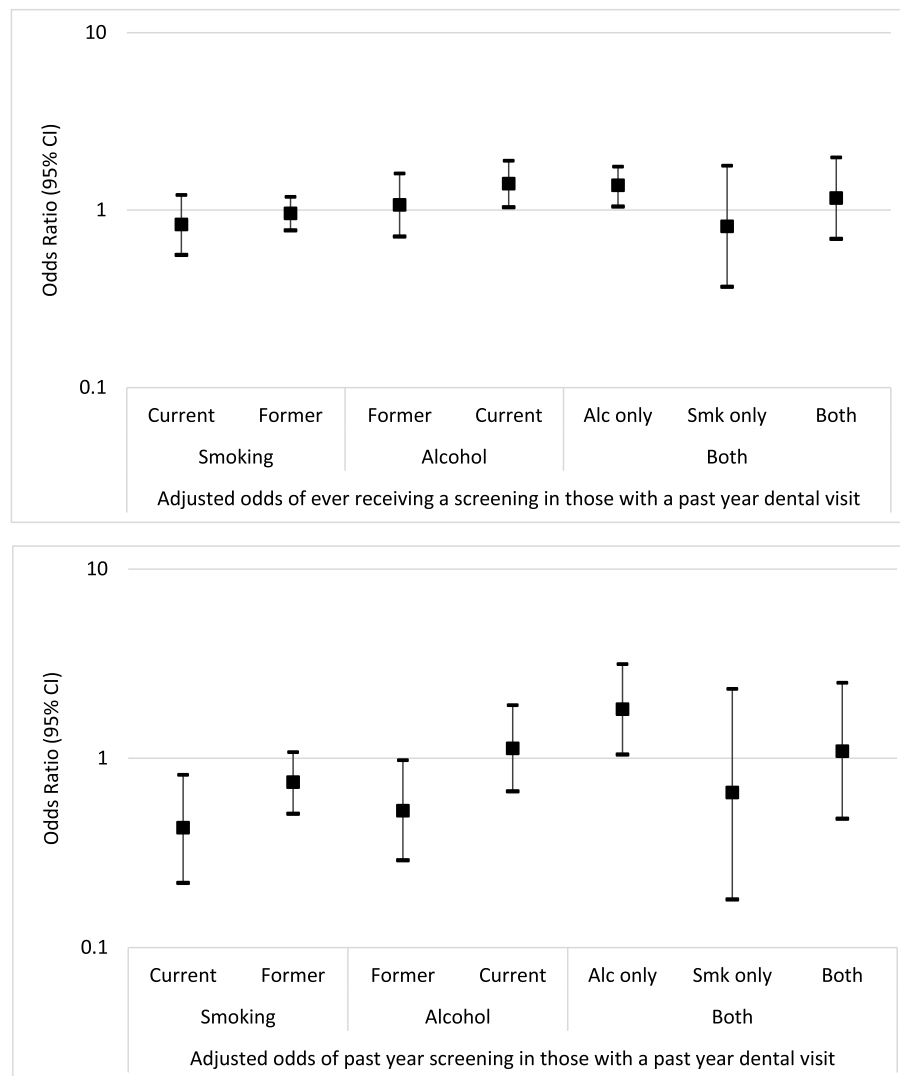 10
Odds Ratio (95% CI)
1
0.1
Current Former Former Current Alc only Smk only Both
Smoking Alcohol Both
Adjusted odds of ever receiving a screening in those with a past year dental visit
10
Odds Ratio (95% CI)
1
0.1
Current Former Former Current Alc only Smk only Both
Smoking Alcohol Both
Adjusted odds of past year screening in those with a past year dental visit